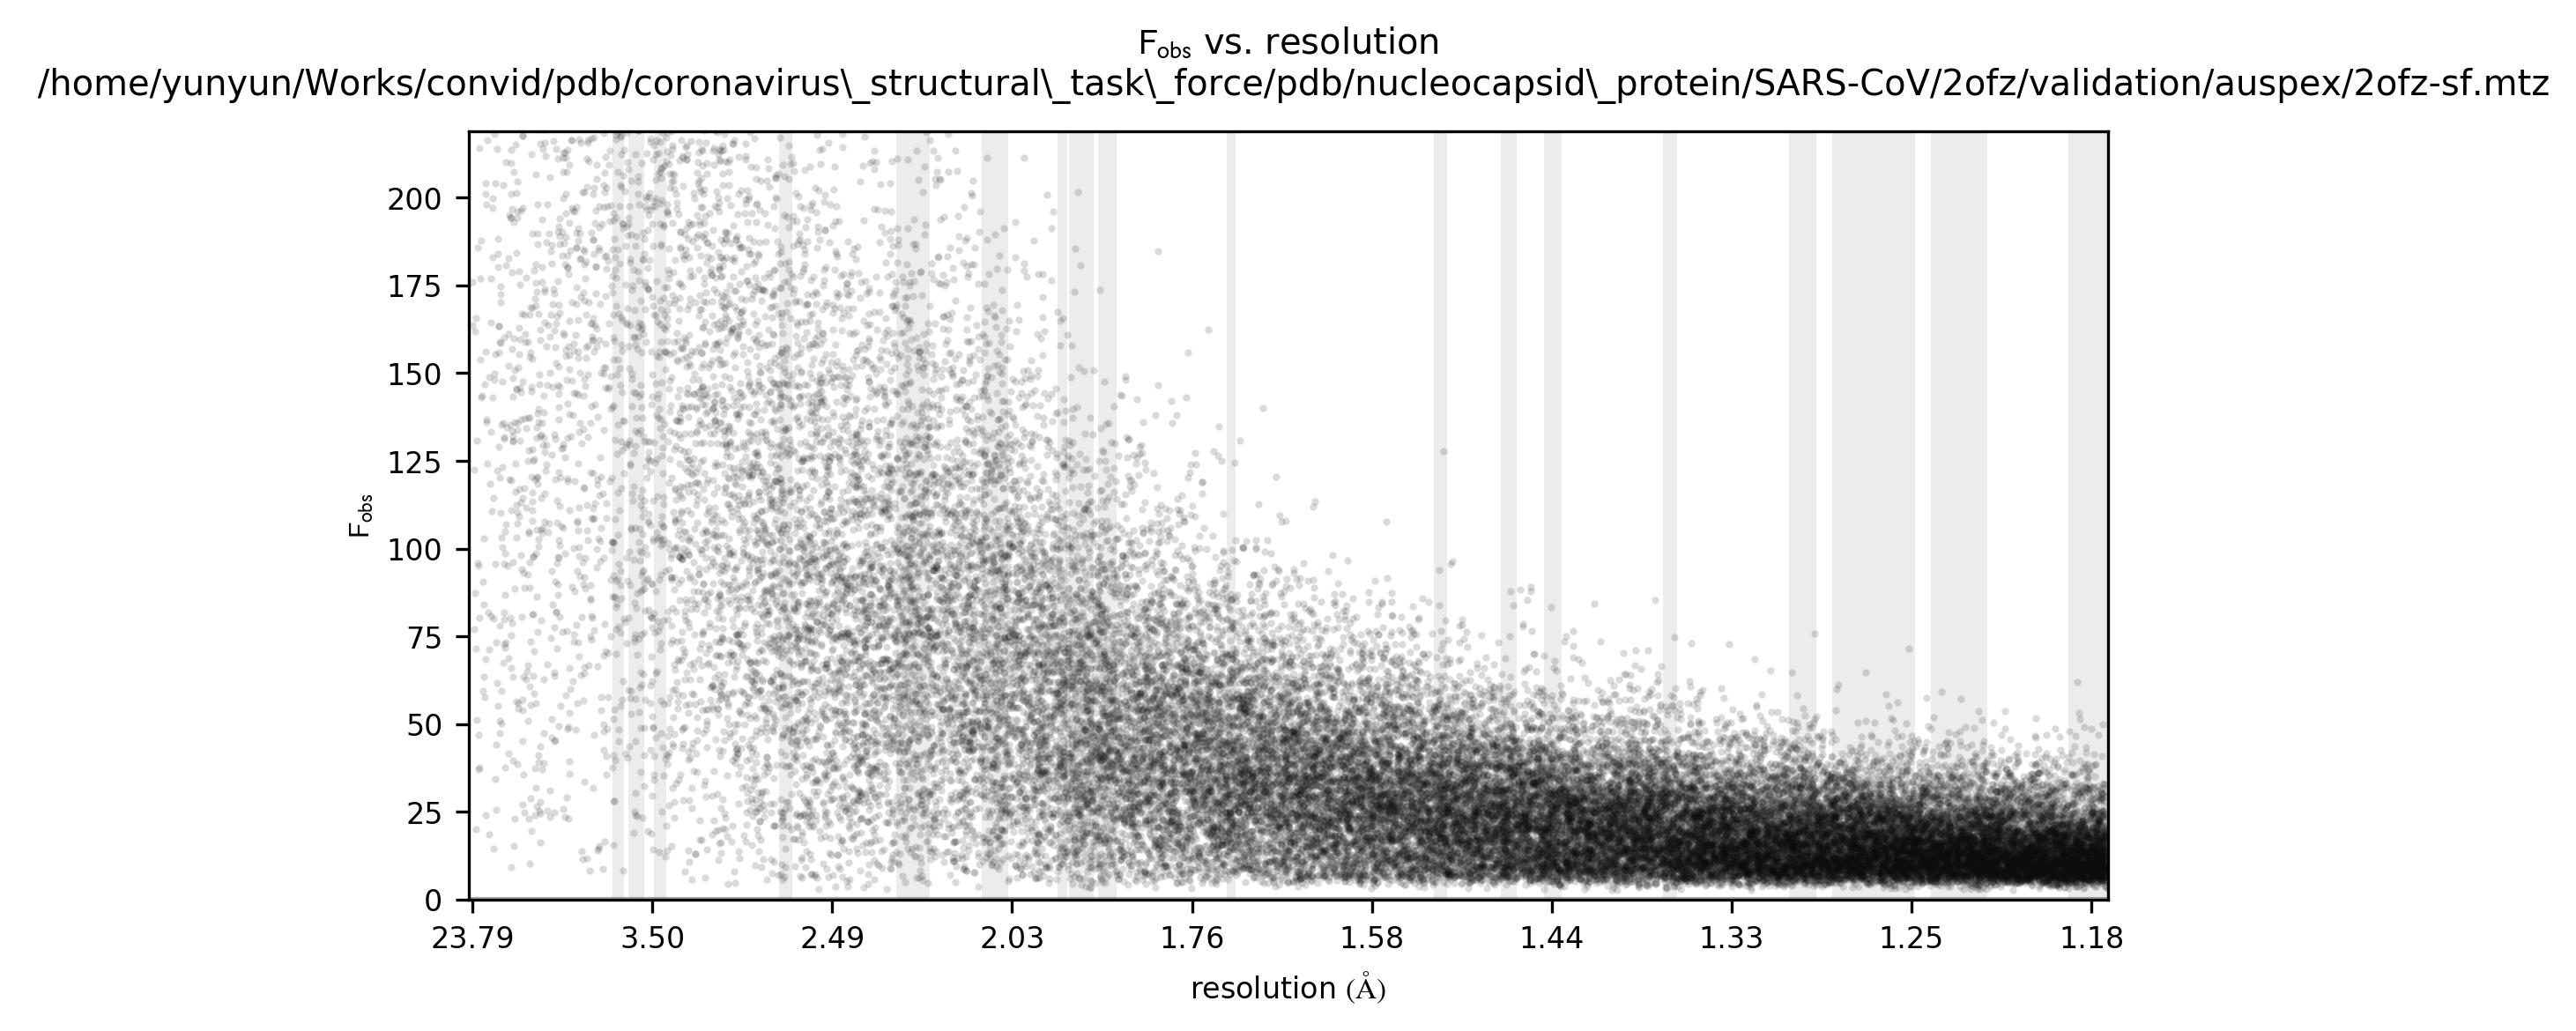 F_obs vs. resolution
/home/yunyun/Works/convid/pdb/coronavirus\_structural\_task\_force/pdb/nucleocapsid\_protein/SARS-CoV/2ofz/validation/auspex/2ofz-sf.mtz
200
175
150
125
100
75
50
25
0
F_obs
23.79 3.50 2.49 2.03 1.76 1.58 1.44 1.33 1.25 1.18
resolution (Å)